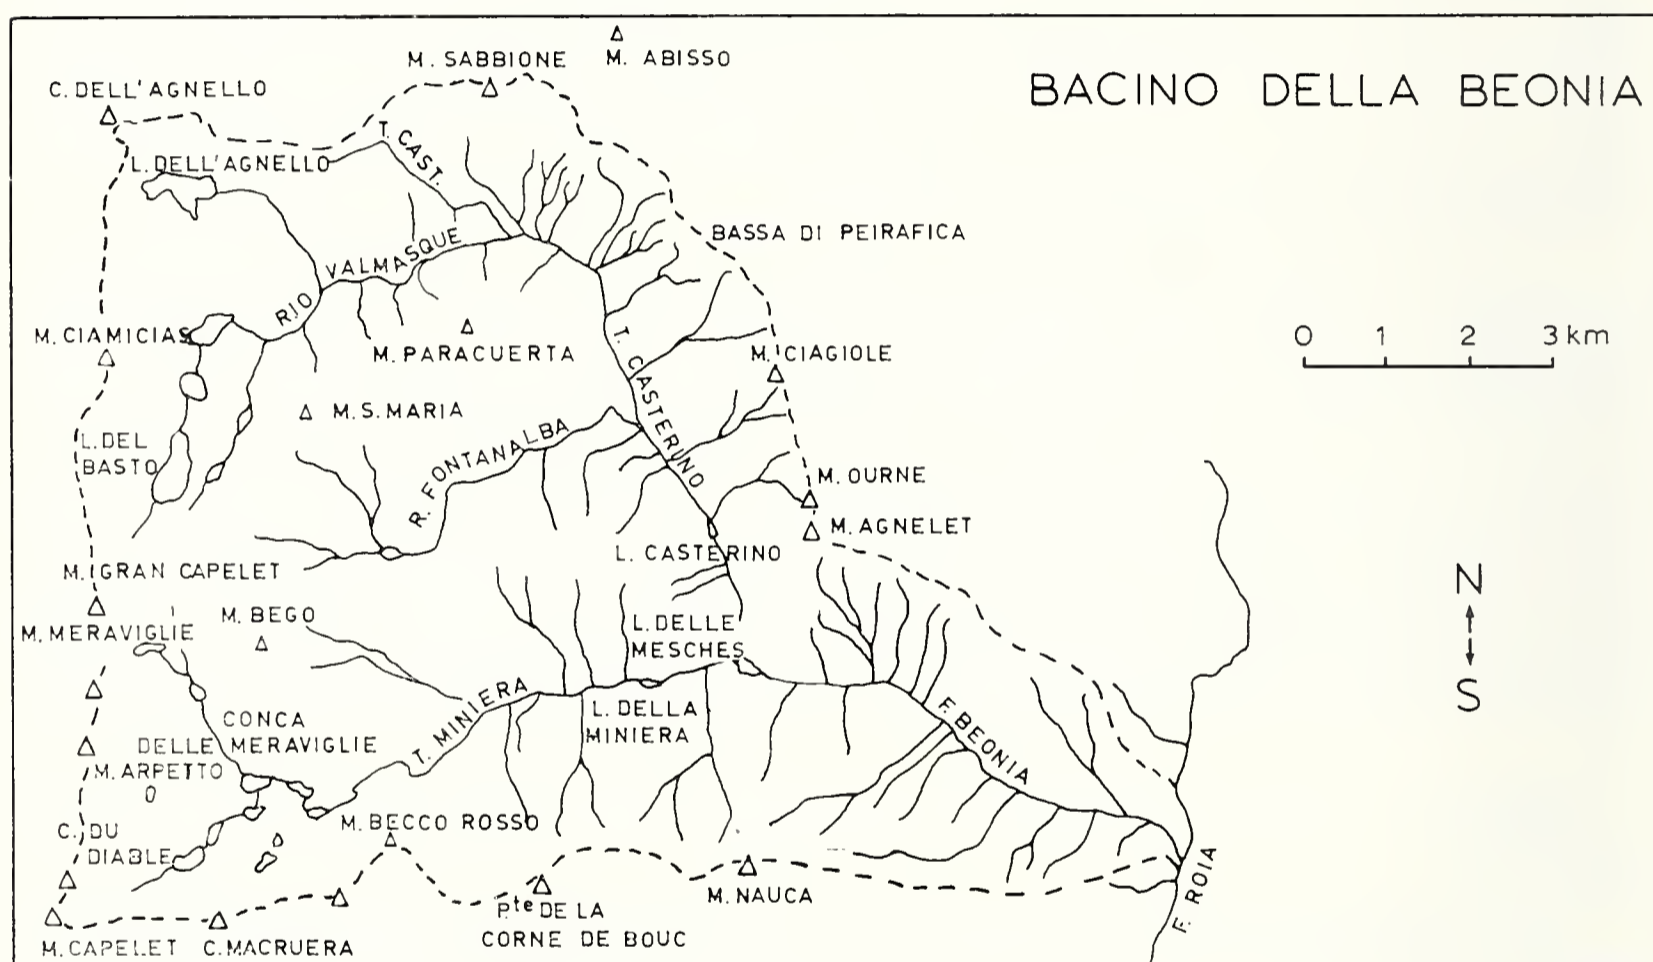 M. SABBIONE
M. ABISSO
BACINO DELLA BEONIA
C. DELL'AGNELLO
T. CAST.
L. DELL'AGNELLO
BASSA DI PEIRAFICA
RIO VALMASQUE
0 1 2 3 km
M. CIAMICIAS
M. PARACUERTA
T. CASTERINO
M. CIAGIOLE
M. S. MARIA
L. DEL
BASTO
R. FONTANALBA
M. OURNE
M. AGNELET
L. CASTERINO
M. GRAN CAPELET
N
S
M. MERAVIGLIE
M. BEGO
L. DELLE
MESCHES
CONCA
DELLE MERAVIGLIE
T. MINIERA
L. DELLA
MINIERA
F. BEONIA
M. ARPETTO
C. DU
DIABLE
M. BECCO ROSSO
M. NAUCA
F. ROIA
Pte DE LA
CORNE DE BOUC
M. CAPELET
C. MACRUERA